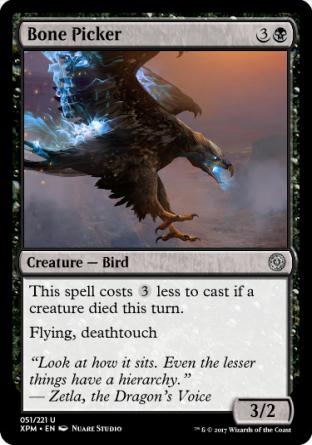 Bone Picker 3
Creature — Bird
This spell costs 3 less to cast if a
creature died this turn.
Flying, deathtouch
“Look at how it sits. Even the lesser
things have a hierarchy.”
— Zetla, the Dragon's Voice
3/2
051/221 U
XPM • EN Nuare Studio
™ & © 2017 Wizards of the Coast